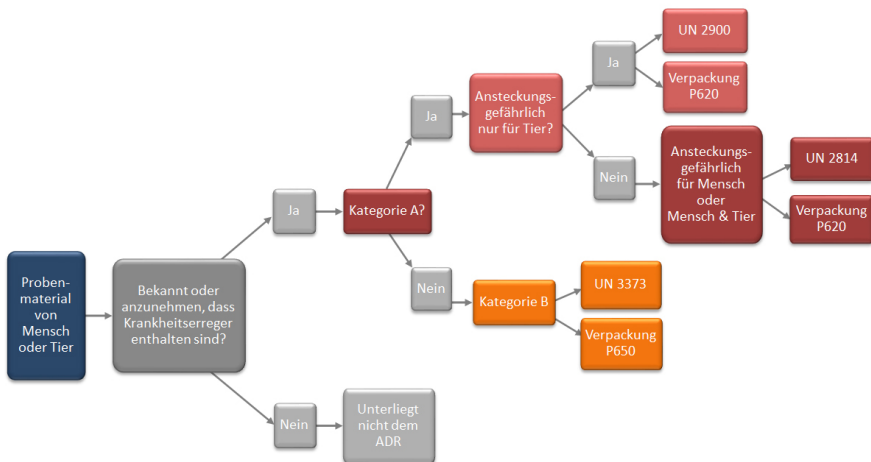 Proben-
material
von
Mensch
oder Tier
Bekannt oder
anzunehmen, dass
Krankheitserreger
enthalten sind?
Ja
Kategorie A?
Ja
Ansteckungs-
gefährlich
nur für Tier?
Ja
UN 2900
Verpackung
P620
Nein
Ansteckungs-
gefährlich
für Mensch
oder
Mensch & Tier
UN 2814
Verpackung
P620
Nein
Kategorie B
UN 3373
Verpackung
P650
Nein
Unterliegt
nicht dem
ADR